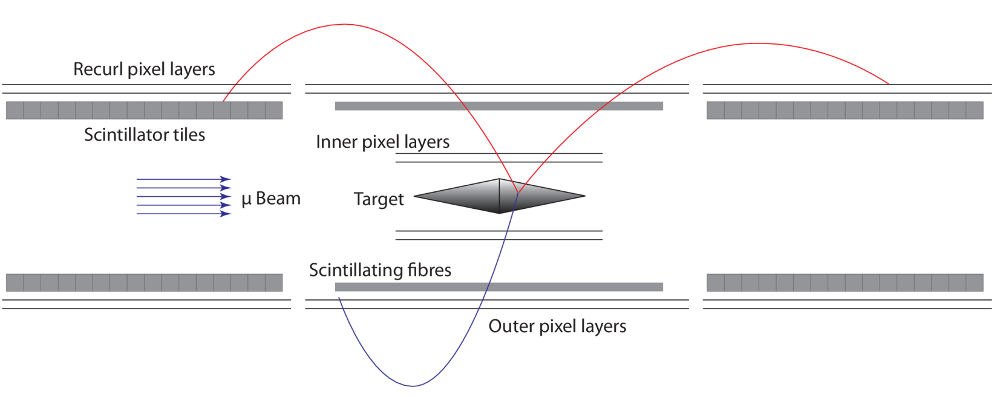 Recurl pixel layers
Scintillator tiles
Inner pixel layers
μ Beam
Target
Scintillating fibres
Outer pixel layers